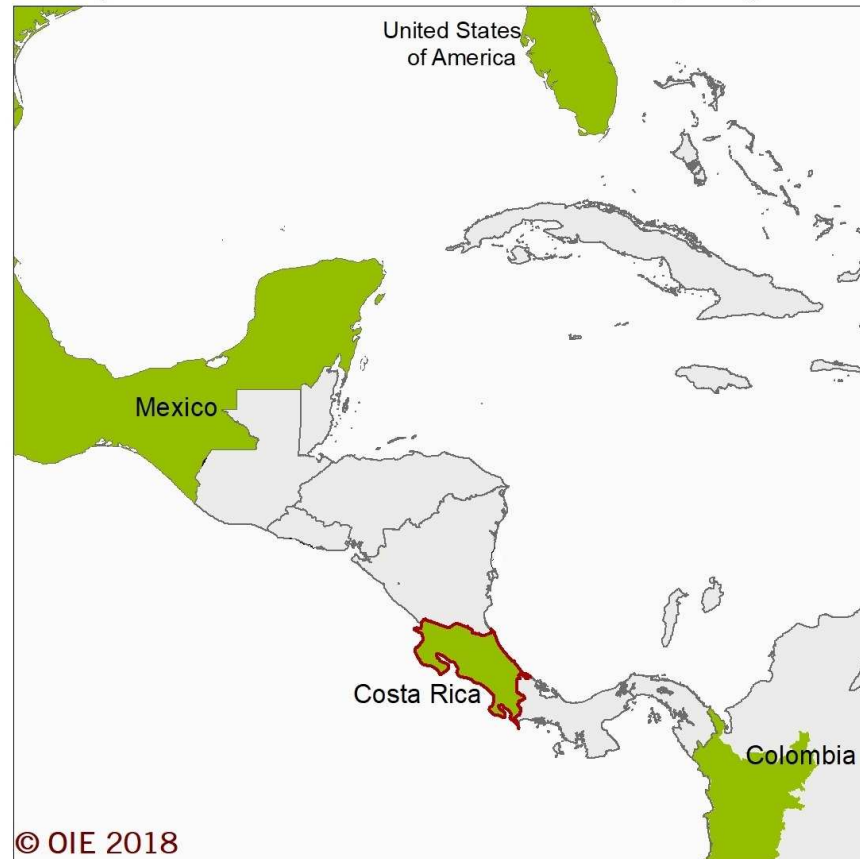 United States
of America
Mexico
Costa Rica
Colombia
© OIE 2018